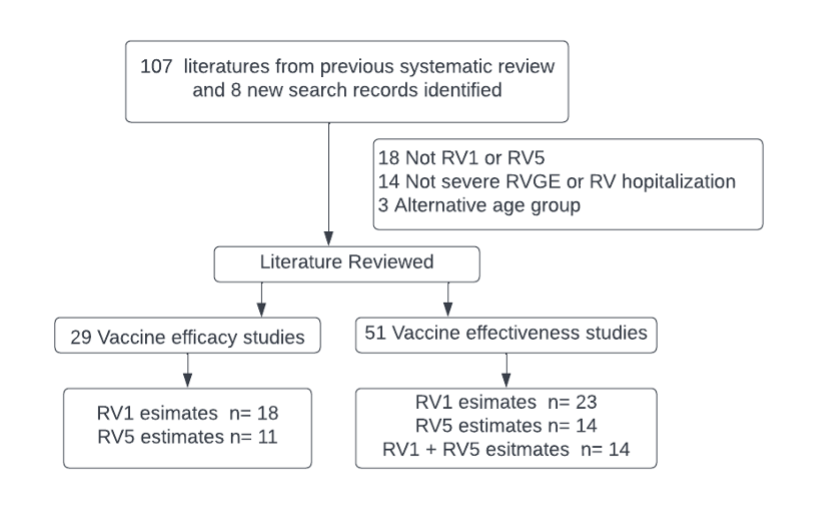 107 literatures from previous systematic review
and 8 new search records identified
18 Not RV1 or RV5
14 Not severe RVGE or RV hopitalization
3 Alternative age group
Literature Reviewed
29 Vaccine efficacy studies
51 Vaccine effectiveness studies
RV1 esimates n= 18
RV5 estimates n= 11
RV1 esimates n= 23
RV5 estimates n= 14
RV1 + RV5 esitmates n= 14